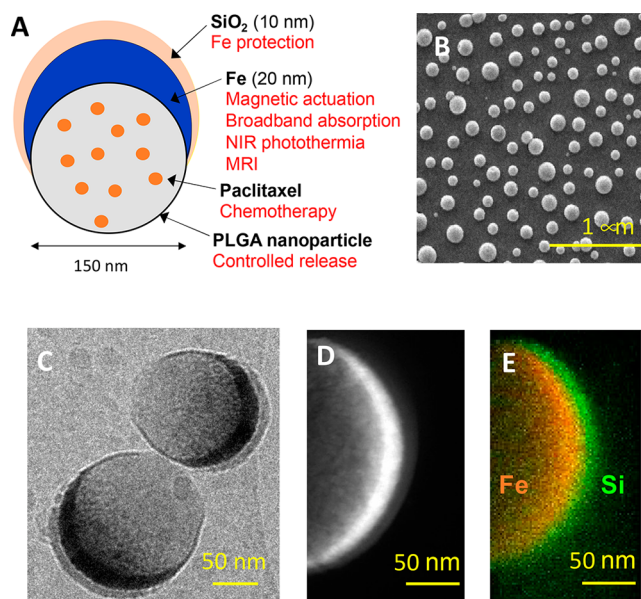 A
SiO₂ (10 nm)
Fe protection
Fe (20 nm)
Magnetic actuation
Broadband absorption
NIR photothermia
MRI
Paclitaxel
Chemotherapy
PLGA nanoparticle
Controlled release
150 nm
B
1 ∝m
C
50 nm
D
50 nm
E
Fe
Si
50 nm